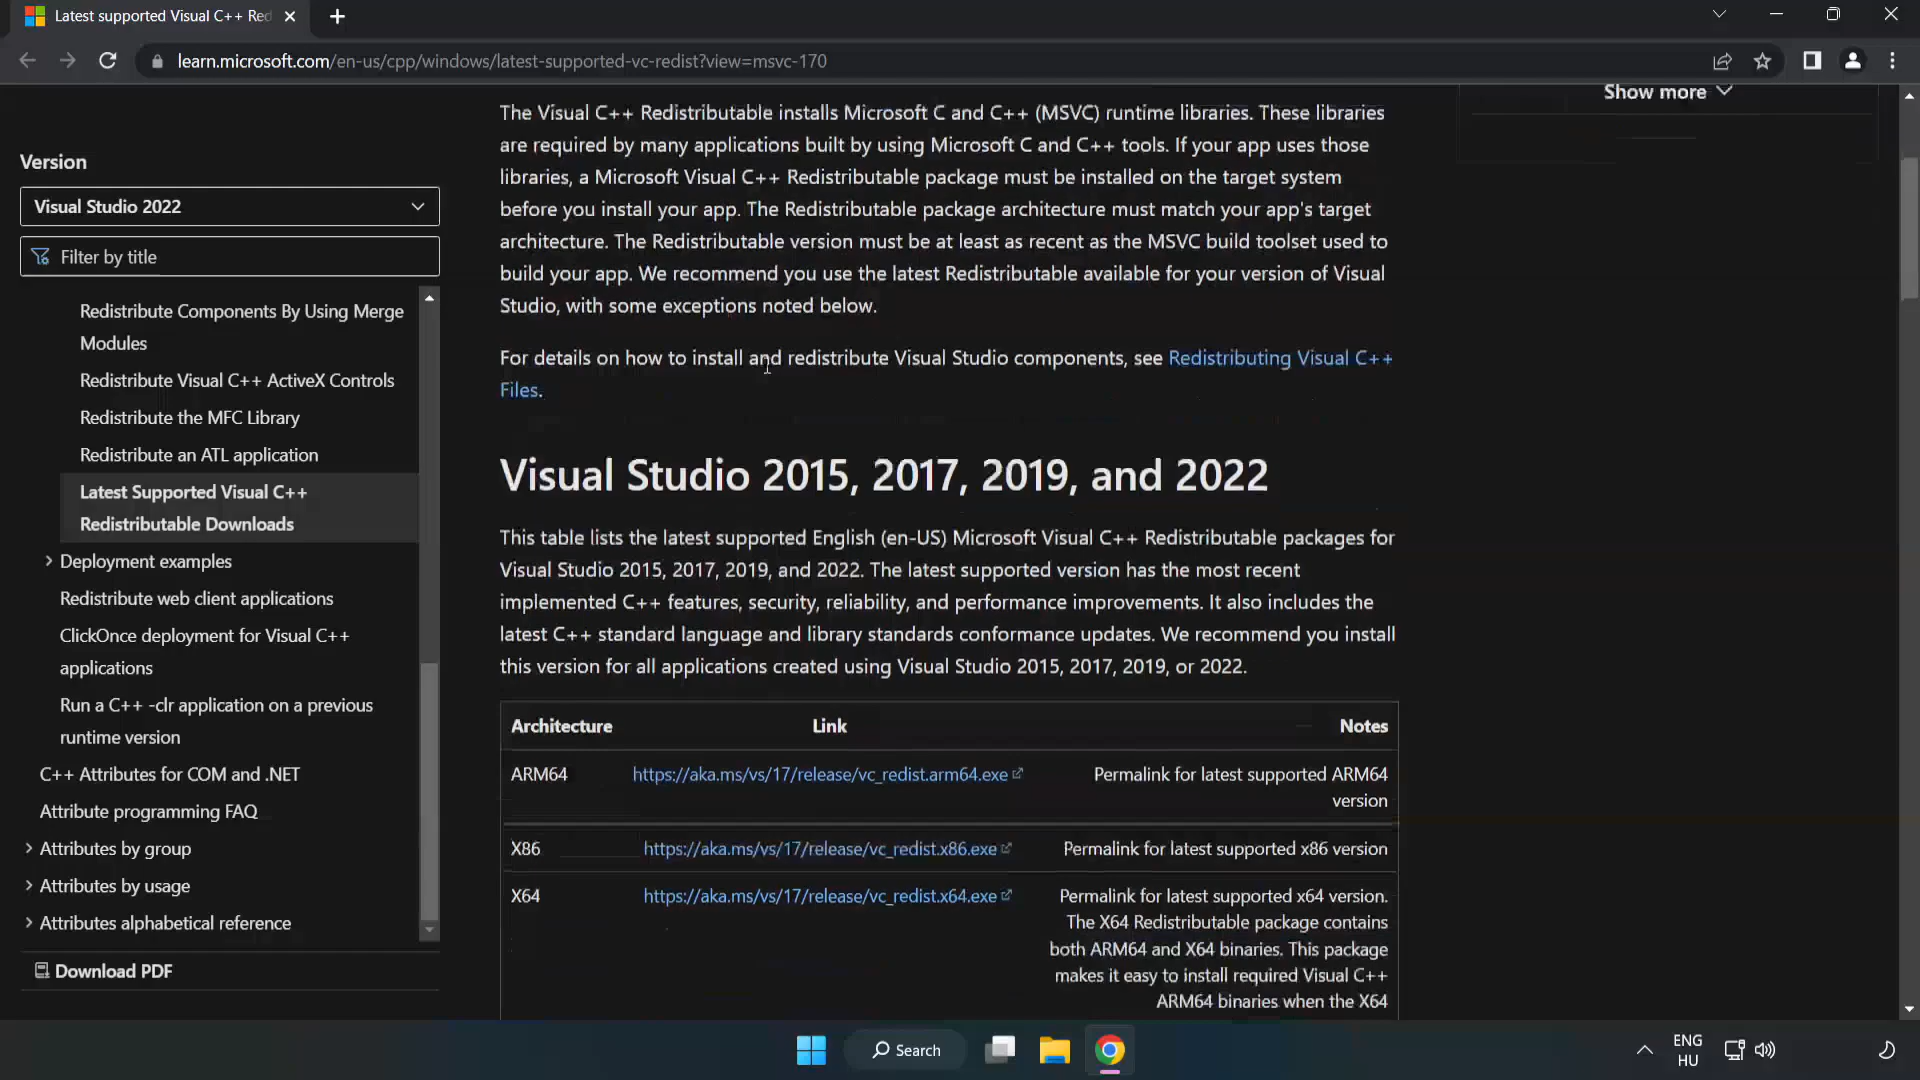 Latest supported Visual C++ Red
learn.microsoft.com/en-us/cpp/windows/latest-supported-vc-redist?view=msvc-170
Version
Visual Studio 2022
Filter by title
Redistribute Components By Using Merge
Modules
Redistribute Visual C++ ActiveX Controls
Redistribute the MFC Library
Redistribute an ATL application
Latest Supported Visual C++
Redistributable Downloads
Deployment examples
Redistribute web client applications
ClickOnce deployment for Visual C++
applications
Run a C++ -clr application on a previous
runtime version
C++ Attributes for COM and .NET
Attribute programming FAQ
Attributes by group
Attributes by usage
Attributes alphabetical reference
Download PDF
The Visual C++ Redistributable installs Microsoft C and C++ (MSVC) runtime libraries. These libraries
are required by many applications built by using Microsoft C and C++ tools. If your app uses those
libraries, a Microsoft Visual C++ Redistributable package must be installed on the target system
before you install your app. The Redistributable package architecture must match your app's target
architecture. The Redistributable version must be at least as recent as the MSVC build toolset used to
build your app. We recommend you use the latest Redistributable available for your version of Visual
Studio, with some exceptions noted below.
For details on how to install and redistribute Visual Studio components, see Redistributing Visual C++
Files.
Visual Studio 2015, 2017, 2019, and 2022
This table lists the latest supported English (en-US) Microsoft Visual C++ Redistributable packages for
Visual Studio 2015, 2017, 2019, and 2022. The latest supported version has the most recent
implemented C++ features, security, reliability, and performance improvements. It also includes the
latest C++ standard language and library standards conformance updates. We recommend you install
this version for all applications created using Visual Studio 2015, 2017, 2019, or 2022.
Architecture Link Notes
ARM64 https://aka.ms/vs/17/release/vc_redist.arm64.exe Permalink for latest supported ARM64
version
X86 https://aka.ms/vs/17/release/vc_redist.x86.exe Permalink for latest supported x86 version
X64 https://aka.ms/vs/17/release/vc_redist.x64.exe Permalink for latest supported x64 version.
The X64 Redistributable package contains
both ARM64 and X64 binaries. This package
makes it easy to install required Visual C++
ARM64 binaries when the X64
Show more
Search
ENG
HU